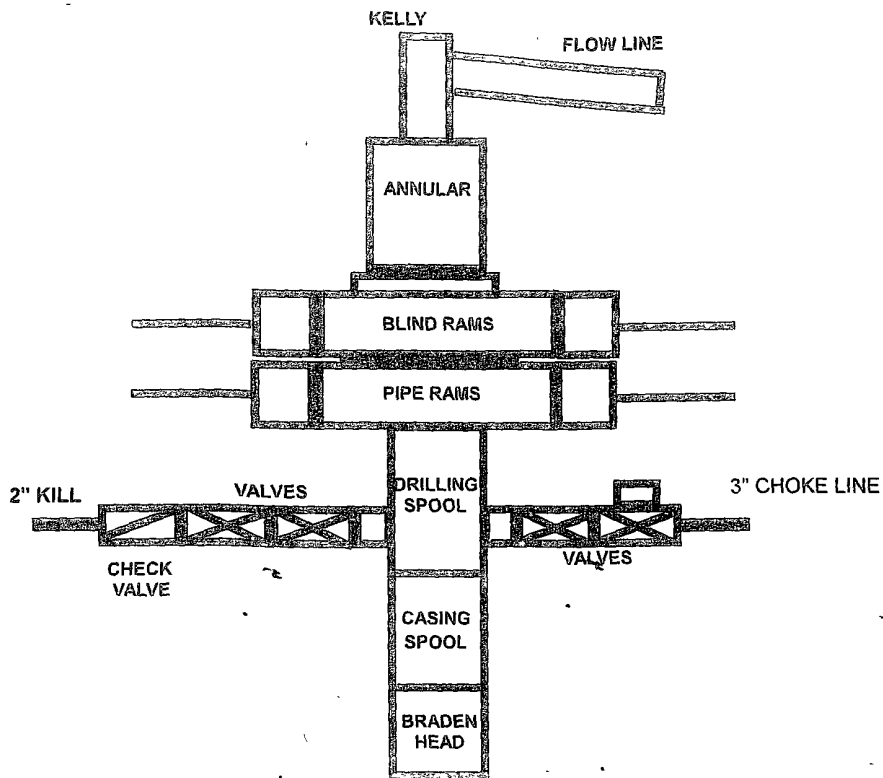 KELLY
FLOW LINE
ANNULAR
BLIND RAMS
PIPE RAMS
2" KILL
VALVES
DRILLING
SPOOL
3" CHOKE LINE
CHECK
VALVE
VALVES
CASING
SPOOL
BRADEN
HEAD